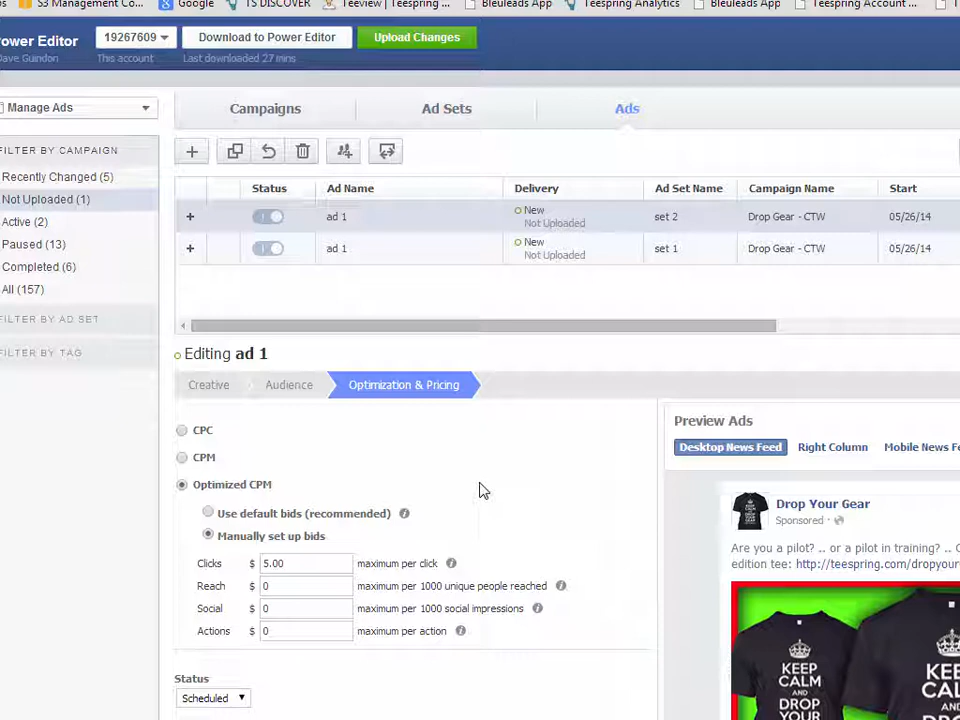 S3 Management Co... Google TS DISCOVER Teeview | Teespring ... Bleuleads App Teespring Analytics Bleuleads App Teespring Account ...
Power Editor 19267609 Download to Power Editor Upload Changes
Dave Guindon This account Last downloaded 27 mins
Manage Ads Campaigns Ad Sets Ads
FILTER BY CAMPAIGN
Recently Changed (5)
Not Uploaded (1)
Active (2)
Paused (13)
Completed (6)
All (157)
FILTER BY AD SET
FILTER BY TAG
Status Ad Name Delivery Ad Set Name Campaign Name Start
+ ad 1 New Not Uploaded set 2 Drop Gear - CTW 05/26/14
+ ad 1 New Not Uploaded set 1 Drop Gear - CTW 05/26/14
Editing ad 1
Creative Audience Optimization & Pricing
CPC
CPM
Optimized CPM
Use default bids (recommended)
Manually set up bids
Clicks $ 5.00 maximum per click
Reach $ 0 maximum per 1000 unique people reached
Social $ 0 maximum per 1000 social impressions
Actions $ 0 maximum per action
Status
Scheduled
Preview Ads
Desktop News Feed Right Column Mobile News Fe
Drop Your Gear
Sponsored ·
Are you a pilot? .. or a pilot in training? ..
edition tee: http://teespring.com/dropyour
KEEP
CALM
AND
DROP
YOUR
KEE
CAL
AN